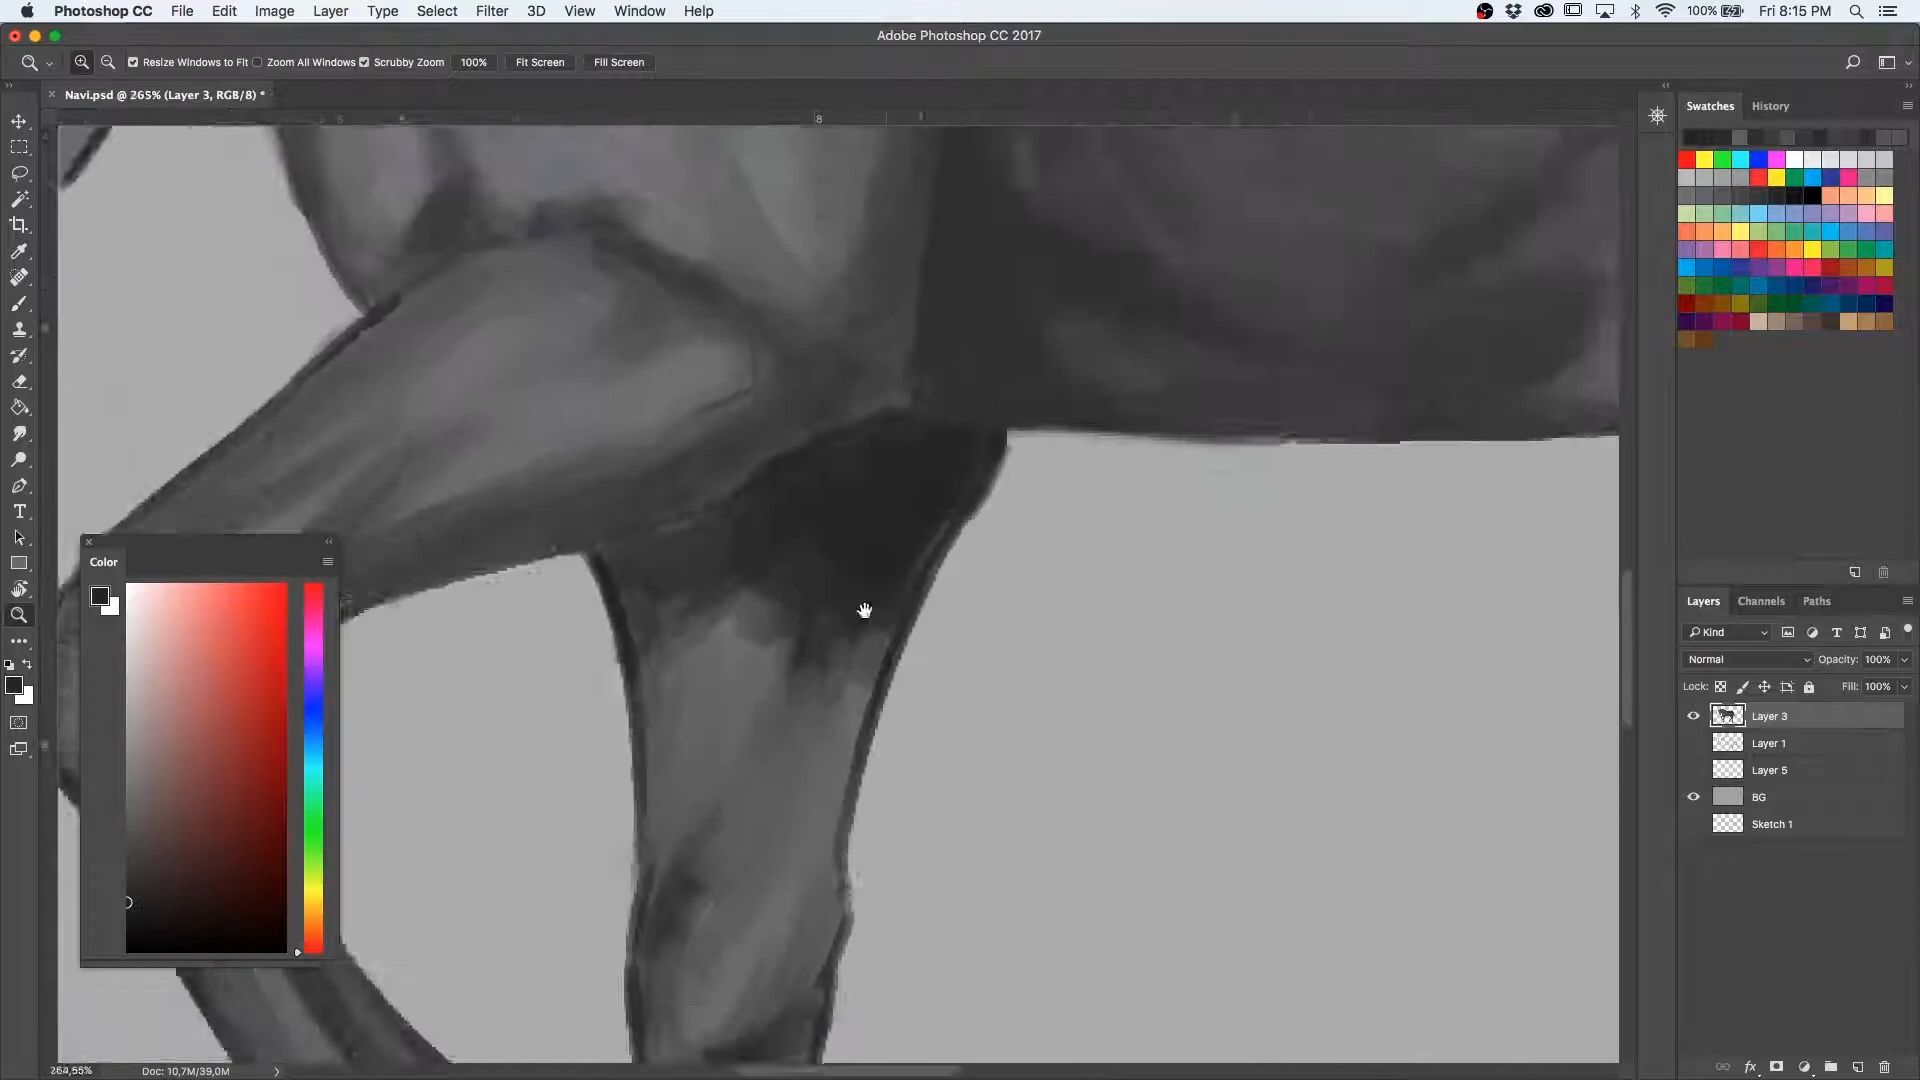 Photoshop CC File Edit Image Layer Type Select Filter 3D View Window Help 100% Fri 8:15 PM
Adobe Photoshop CC 2017
Resize Windows to Fit Zoom All Windows Scrubby Zoom 100% Fit Screen Fill Screen
Navi.psd @ 265% (Layer 3, RGB/8) *
Swatches History
8
Color
Layers Channels Paths
Kind
Normal Opacity: 100%
Lock: Fill: 100%
Layer 3
Layer 1
Layer 5
BG
Sketch 1
264,55% Doc: 10,7M/39,0M
fx